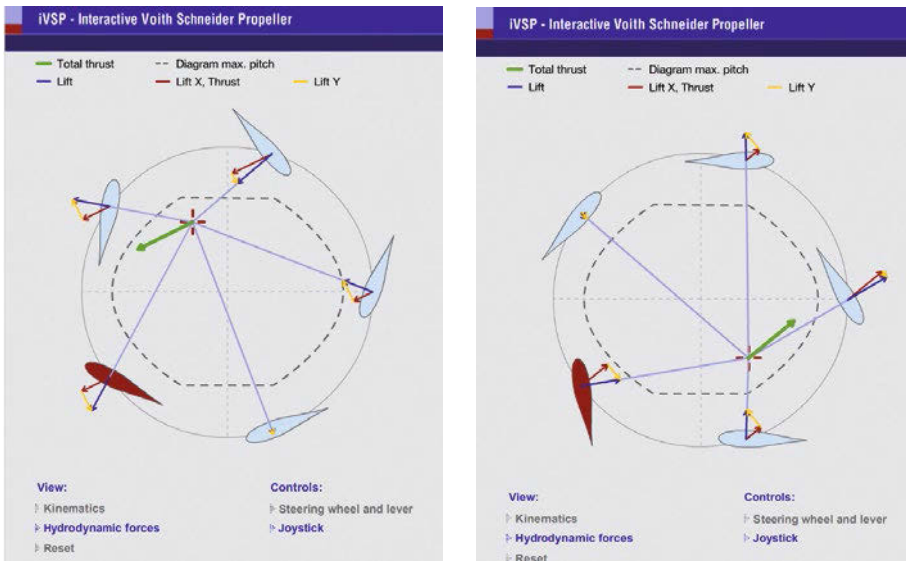 iVSP - Interactive Voith Schneider Propeller
Total thrust
Diagram max. pitch
Lift
Lift X, Thrust
Lift Y
View:
Controls:
Kinematics
Steering wheel and lever
Hydrodynamic forces
Joystick
Reset
iVSP - Interactive Voith Schneider Propeller
Total thrust
Diagram max. pitch
Lift
Lift X, Thrust
Lift Y
View:
Controls:
Kinematics
Steering wheel and lever
Hydrodynamic forces
Joystick
Reset